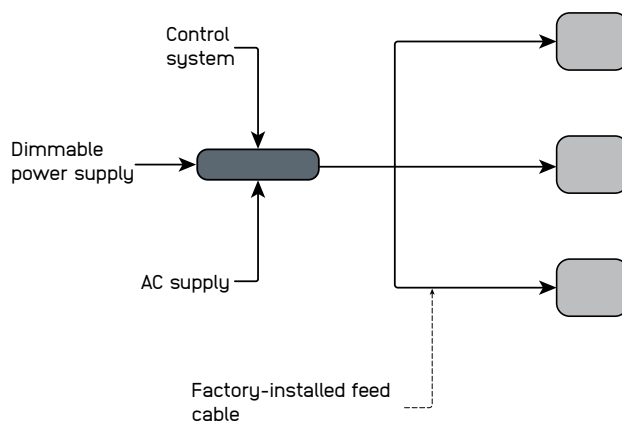 Control
system
Dimmable
power supply
AC supply
Factory-installed feed
cable